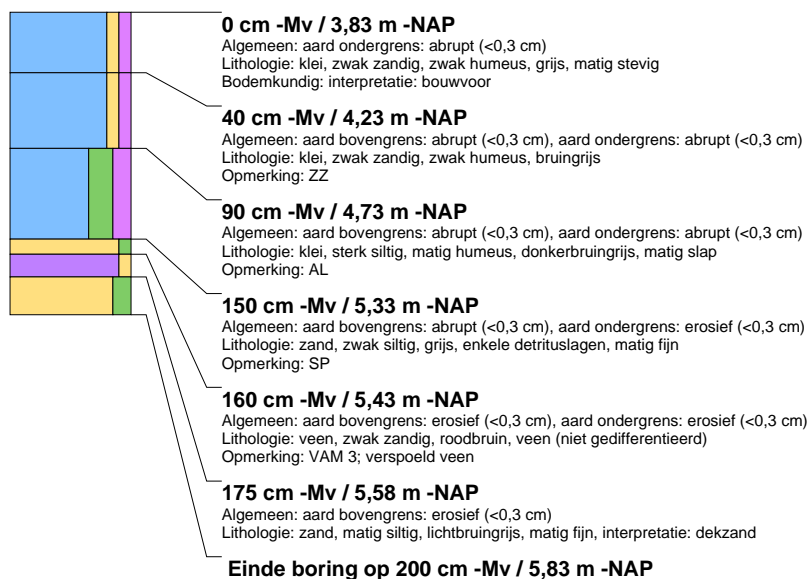 0 cm -Mv / 3,83 m -NAP
Algemeen: aard ondergrens: abrupt (<0,3 cm)
Lithologie: klei, zwak zandig, zwak humeus, grijs, matig stevig
Bodemkundig: interpretatie: bouwvoor
40 cm -Mv / 4,23 m -NAP
Algemeen: aard bovengrens: abrupt (<0,3 cm), aard ondergrens: abrupt (<0,3 cm)
Lithologie: klei, zwak zandig, zwak humeus, bruingrijs
Opmerking: ZZ
90 cm -Mv / 4,73 m -NAP
Algemeen: aard bovengrens: abrupt (<0,3 cm), aard ondergrens: abrupt (<0,3 cm)
Lithologie: klei, sterk siltig, matig humeus, donkerbruingrijs, matig slap
Opmerking: AL
150 cm -Mv / 5,33 m -NAP
Algemeen: aard bovengrens: abrupt (<0,3 cm), aard ondergrens: erosief (<0,3 cm)
Lithologie: zand, zwak siltig, grijs, enkele detrituslagen, matig fijn
Opmerking: SP
160 cm -Mv / 5,43 m -NAP
Algemeen: aard bovengrens: erosief (<0,3 cm), aard ondergrens: erosief (<0,3 cm)
Lithologie: veen, zwak zandig, roodbruin, veen (niet gedifferentieerd)
Opmerking: VAM 3; verspoeld veen
175 cm -Mv / 5,58 m -NAP
Algemeen: aard bovengrens: erosief (<0,3 cm)
Lithologie: zand, matig siltig, lichtbruingrijs, matig fijn, interpretatie: dekzand
Einde boring op 200 cm -Mv / 5,83 m -NAP